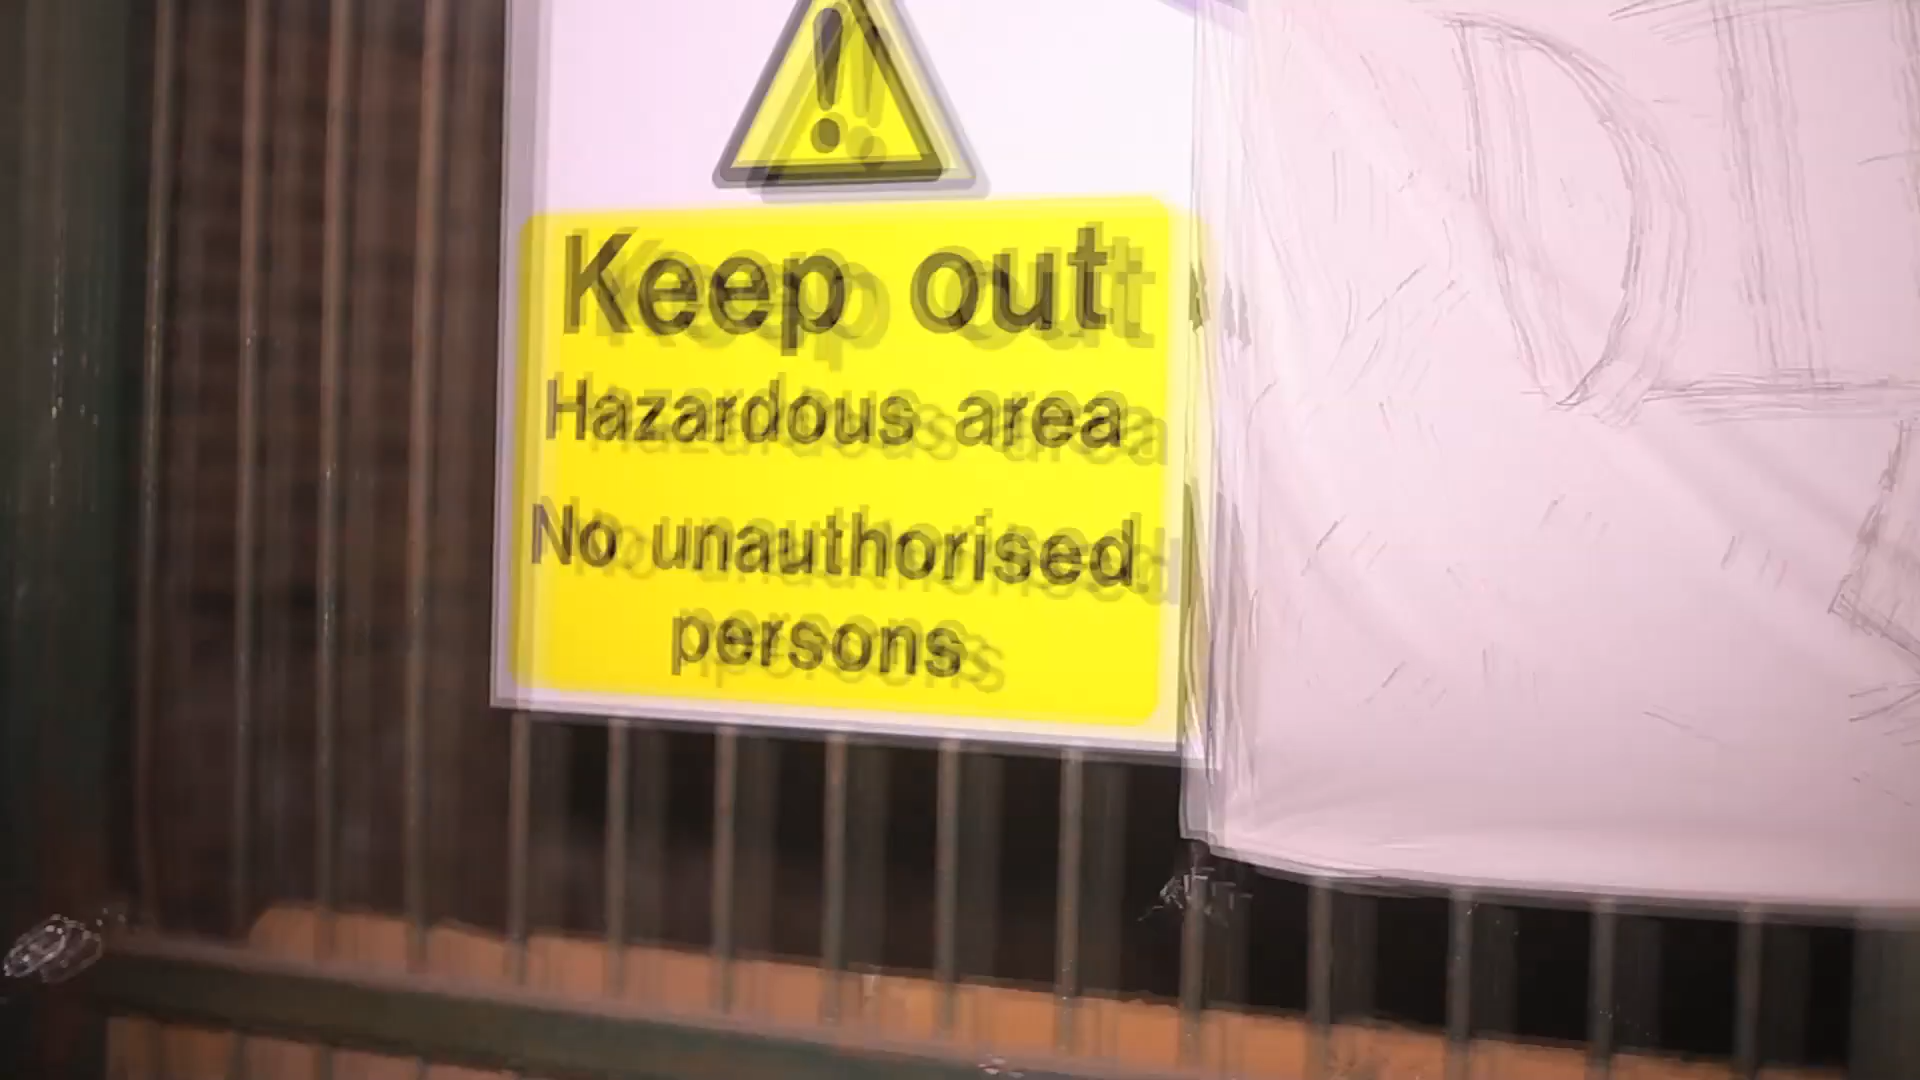 Keep out
Hazardous area
No unauthorised
persons